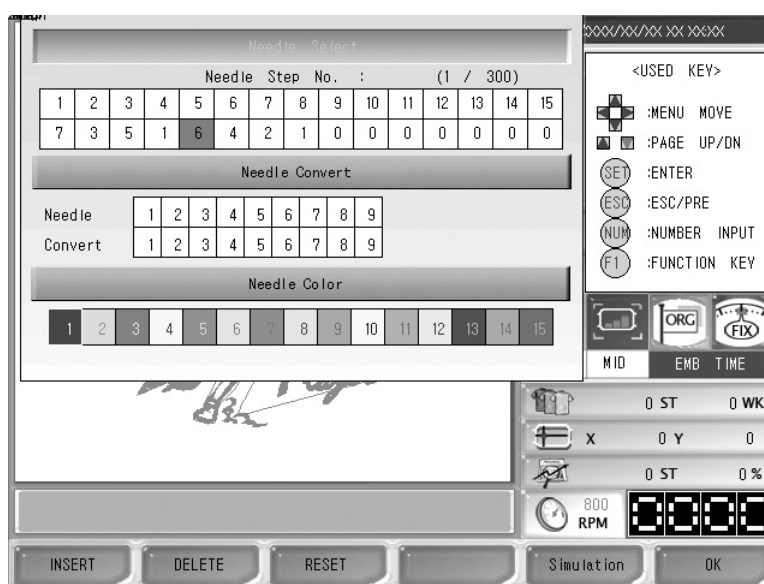 XXXX/XX/XX XX XX:XX
Needle Select
Needle Step No. : (1 / 300)
1 2 3 4 5 6 7 8 9 10 11 12 13 14 15
7 3 5 1 6 4 2 1 0 0 0 0 0 0 0
Needle Convert
Needle 1 2 3 4 5 6 7 8 9
Convert 1 2 3 4 5 6 7 8 9
Needle Color
1 2 3 4 5 6 7 8 9 10 11 12 13 14 15
<USED KEY>
:MENU MOVE
:PAGE UP/DN
SET :ENTER
ESC :ESC/PRE
NUM :NUMBER INPUT
F1 :FUNCTION KEY
ORG
FIX
MID EMB TIME
0 ST 0 WK
X 0 Y 0
0 ST 0 %
800
RPM 0000
INSERT DELETE RESET Simulation OK